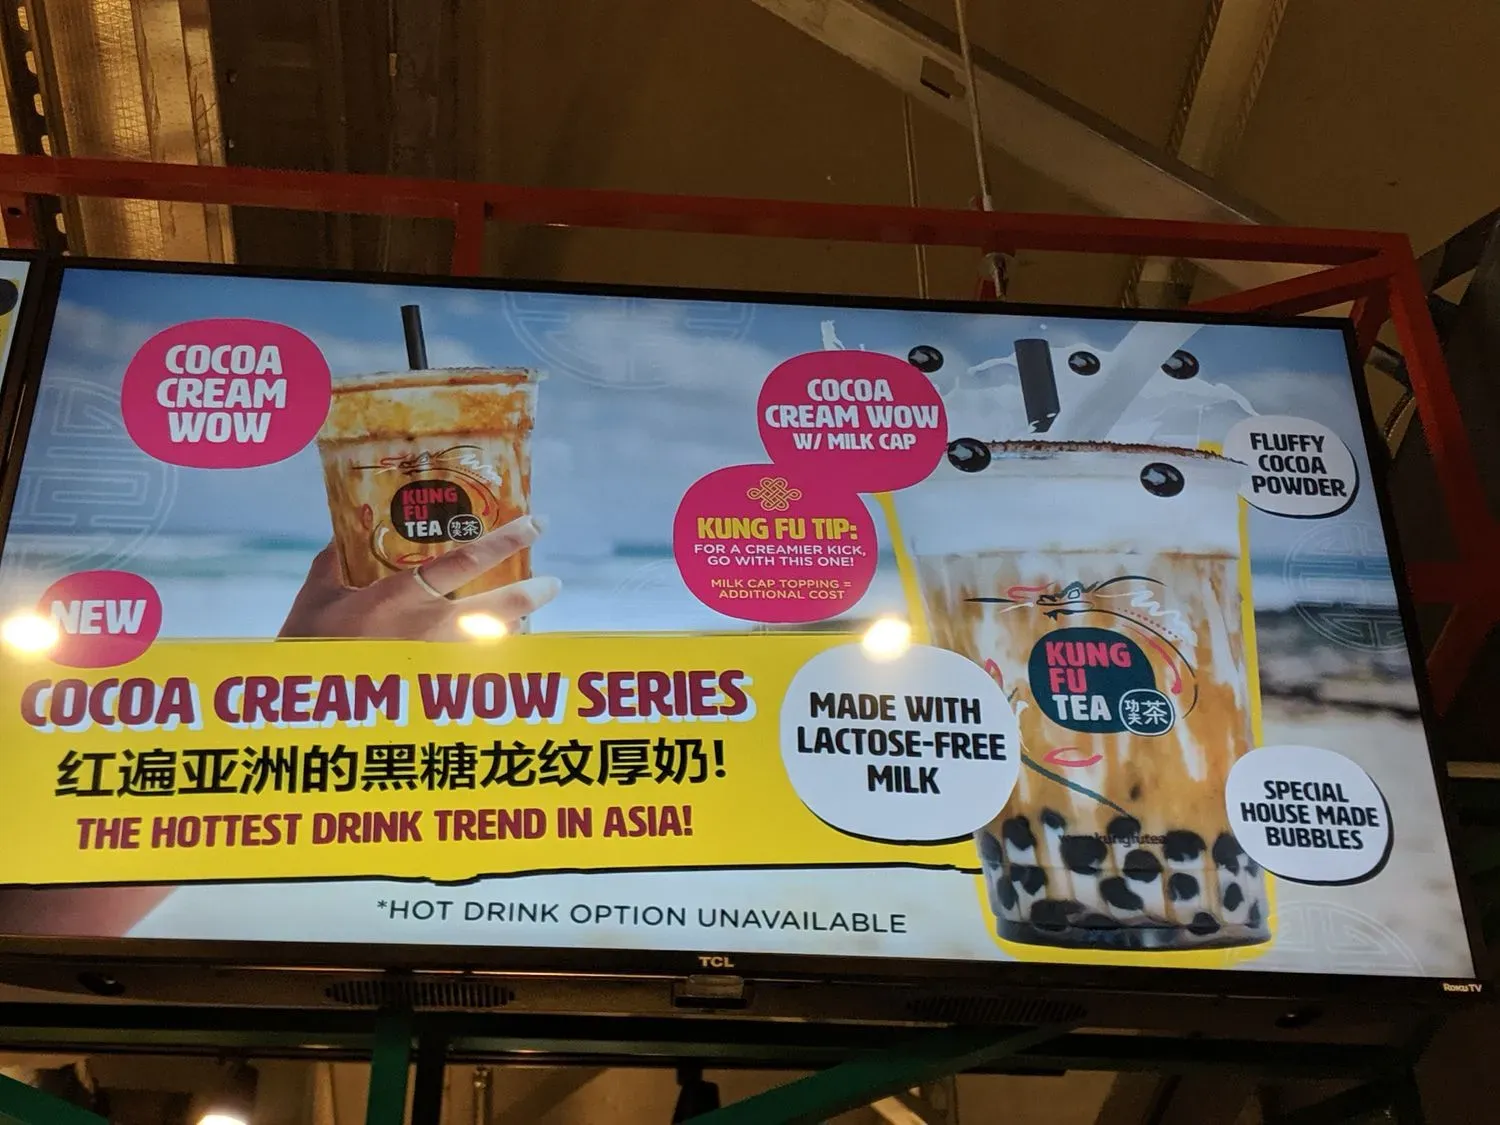 COCOA
CREAM
WOW
KUNG
FU
TEA
功夫茶
NEW
COCOA CREAM WOW SERIES
红遍亚洲的黑糖龙纹厚奶!
THE HOTTEST DRINK TREND IN ASIA!
*HOT DRINK OPTION UNAVAILABLE
COCOA
CREAM WOW
W/ MILK CAP
KUNG FU TIP:
FOR A CREAMIER KICK,
GO WITH THIS ONE!
MILK CAP TOPPING =
ADDITIONAL COST
MADE WITH
LACTOSE-FREE
MILK
FLUFFY
COCOA
POWDER
KUNG
FU
TEA
功夫茶
SPECIAL
HOUSE MADE
BUBBLES
TCL
Roku TV